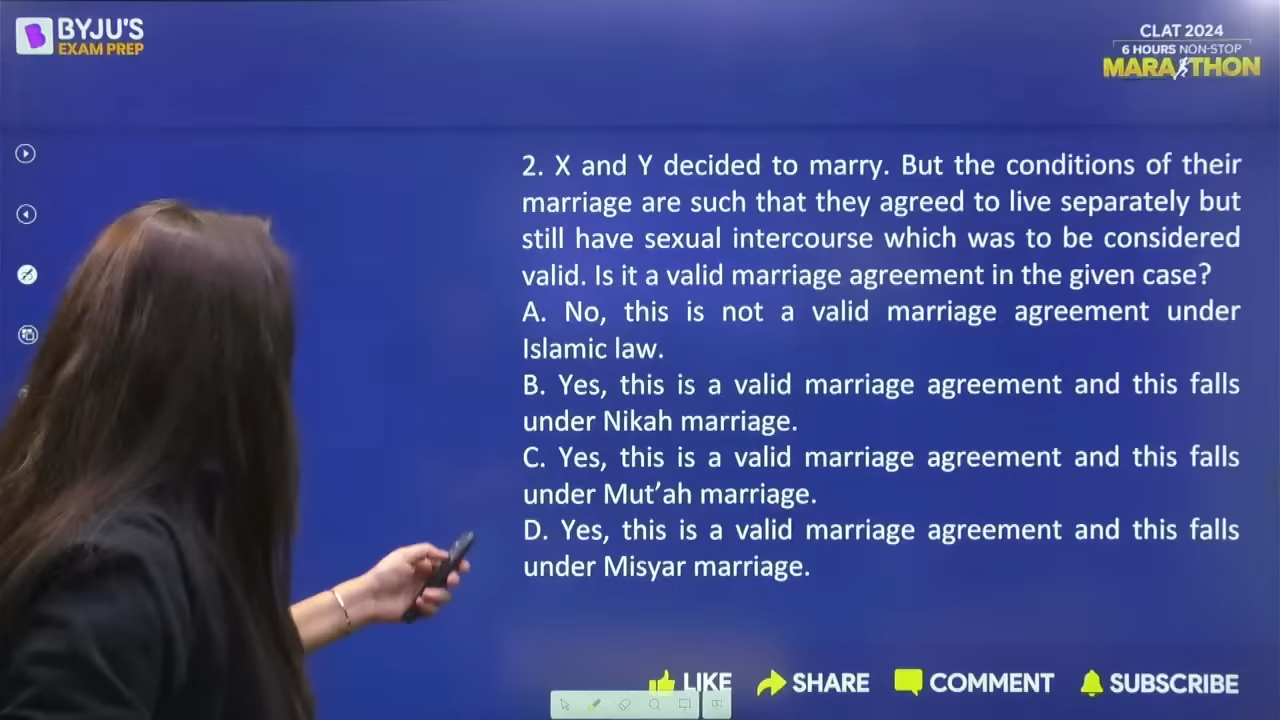 BYJU'S
EXAM PREP
CLAT 2024
6 HOURS NON-STOP
MARATHON
2. X and Y decided to marry. But the conditions of their
marriage are such that they agreed to live separately but
still have sexual intercourse which was to be considered
valid. Is it a valid marriage agreement in the given case?
A. No, this is not a valid marriage agreement under
Islamic law.
B. Yes, this is a valid marriage agreement and this falls
under Nikah marriage.
C. Yes, this is a valid marriage agreement and this falls
under Mut’ah marriage.
D. Yes, this is a valid marriage agreement and this falls
under Misyar marriage.
LIKE SHARE COMMENT SUBSCRIBE